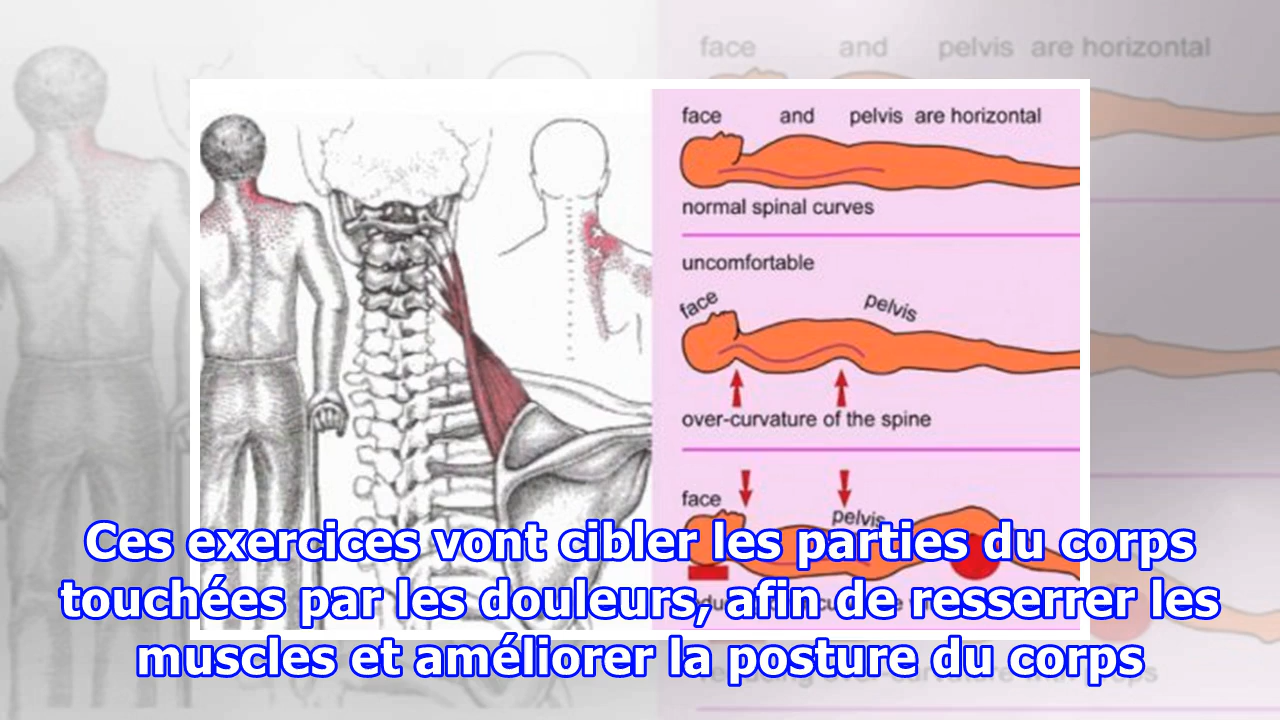 face and pelvis are horizontal
face and pelvis are horizontal
normal spinal curves
uncomfortable
face pelvis
over-curvature of the spine
face
pelvis
Ces exercices vont cibler les parties du corps
touchées par les douleurs, afin de resserrer les
muscles et améliorer la posture du corps